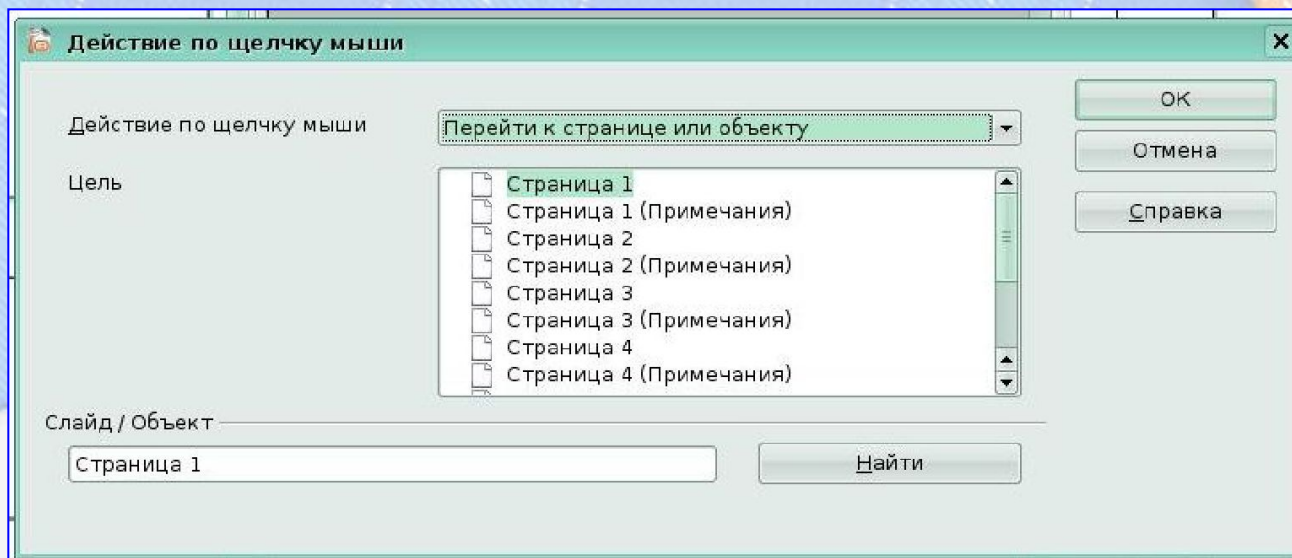 Действие по щелчку мыши
Действие по щелчку мыши
Перейти к странице или объекту
ОК
Отмена
Справка
Цель
Страница 1
Страница 1 (Примечания)
Страница 2
Страница 2 (Примечания)
Страница 3
Страница 3 (Примечания)
Страница 4
Страница 4 (Примечания)
Слайд / Объект
Страница 1
Найти